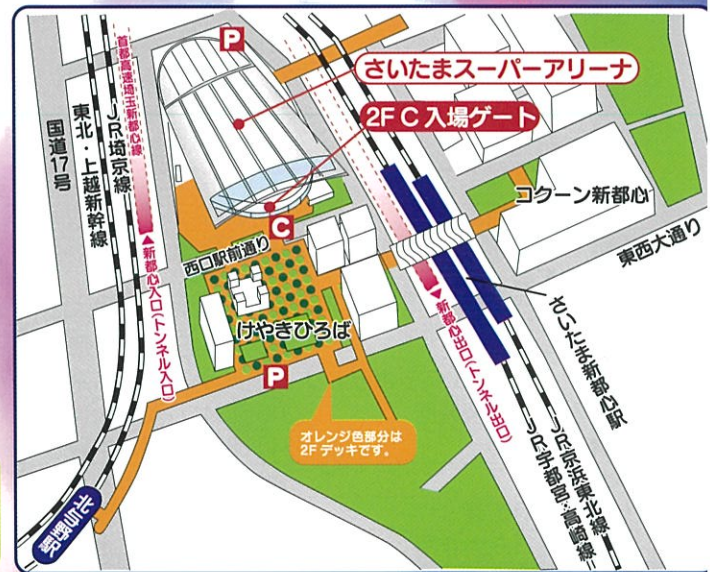 P
さいたまスーパーアリーナ
2F C 入場ゲート
首都高速埼玉新都心線
JR埼京線
東北・上越新幹線
国道17号
コクーン新都心
C
西口駅前通り
東西大通り
▲新都心入口(トンネル入口)
▼新都心出口(トンネル出口)
けやきひろば
さいたま新都心駅
P
オレンジ色部分は
2Fデッキです。
JR京浜東北線
JR宇都宮・高崎線
北与野駅